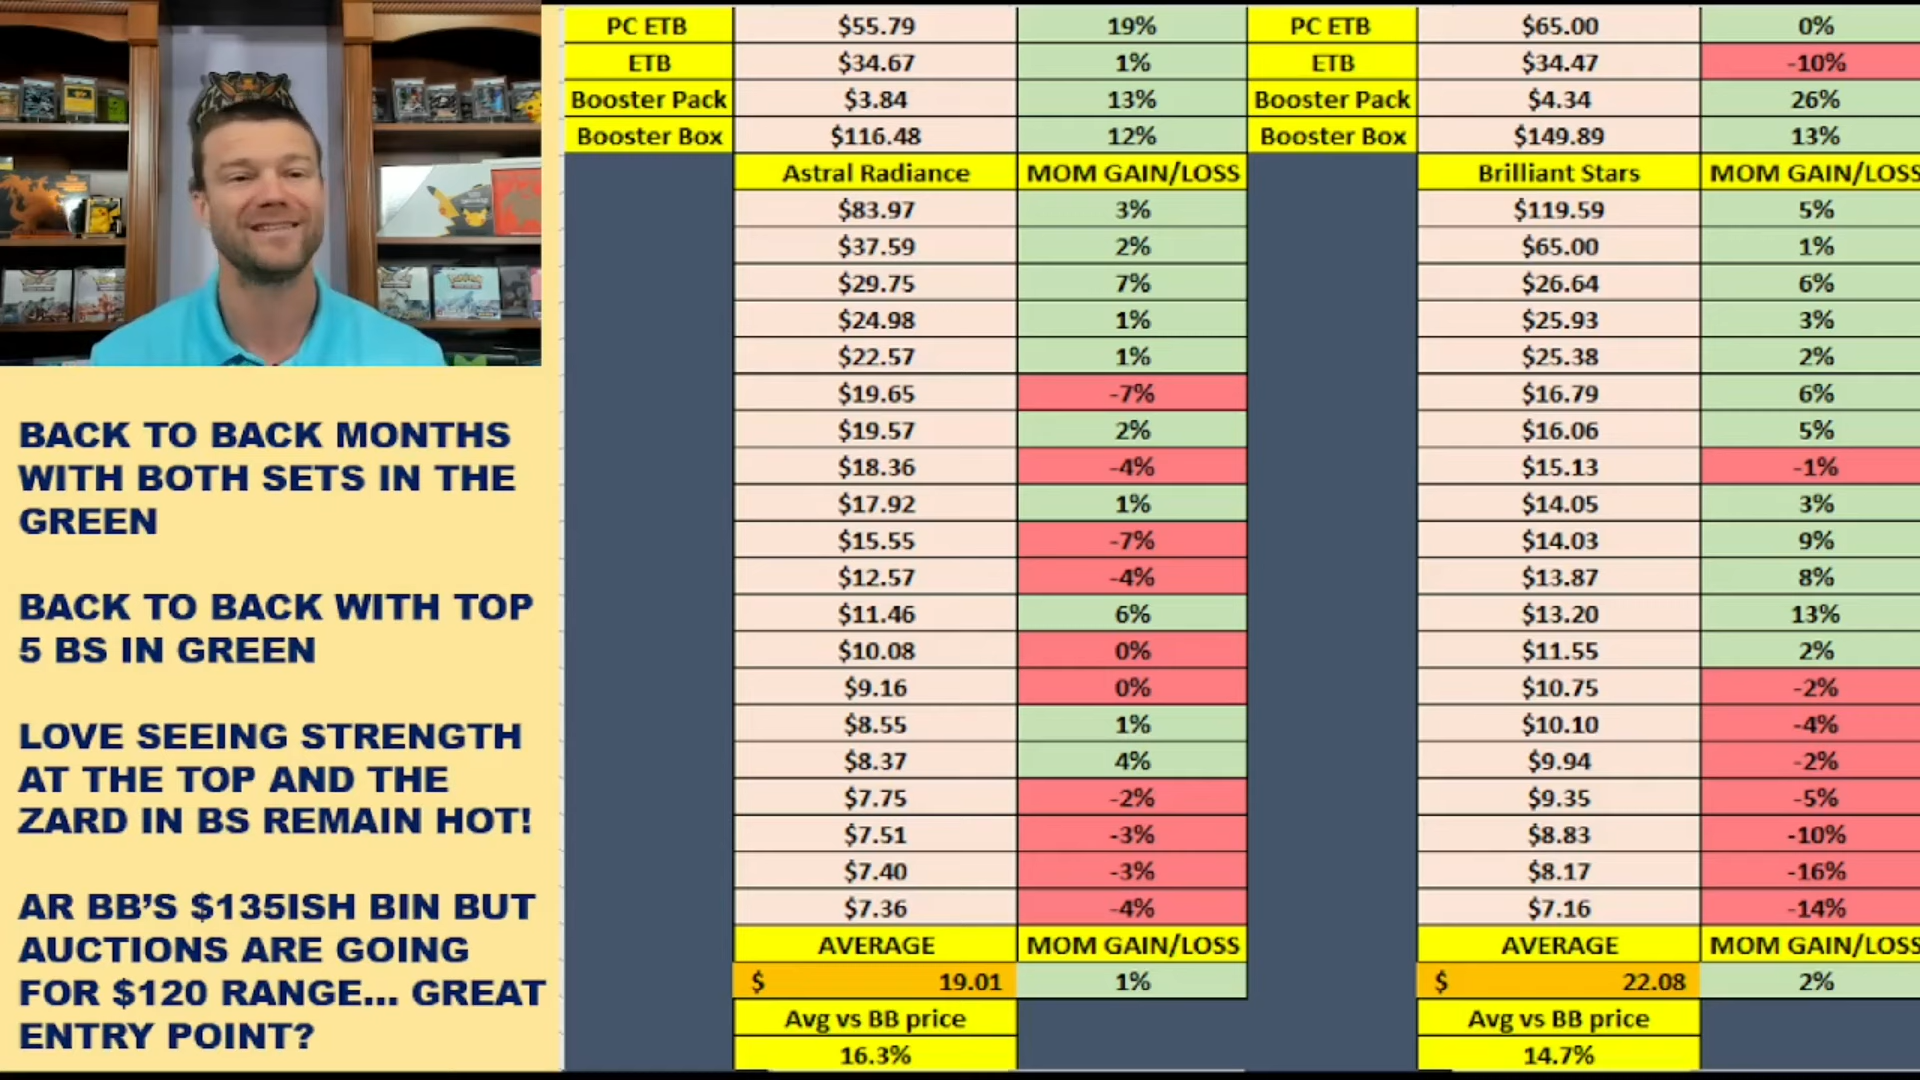 PC ETB $55.79 19% PC ETB $65.00 0%
ETB $34.67 1% ETB $34.47 -10%
Booster Pack $3.84 13% Booster Pack $4.34 26%
Booster Box $116.48 12% Booster Box $149.89 13%
Astral Radiance MOM GAIN/LOSS Brilliant Stars MOM GAIN/LOSS
$83.97 3% $119.59 5%
$37.59 2% $65.00 1%
$29.75 7% $26.64 6%
$24.98 1% $25.93 3%
$22.57 1% $25.38 2%
$19.65 -7% $16.79 6%
$19.57 2% $16.06 5%
$18.36 -4% $15.13 -1%
$17.92 1% $14.05 3%
$15.55 -7% $14.03 9%
$12.57 -4% $13.87 8%
$11.46 6% $13.20 13%
$10.08 0% $11.55 2%
$9.16 0% $10.75 -2%
$8.55 1% $10.10 -4%
$8.37 4% $9.94 -2%
$7.75 -2% $9.35 -5%
$7.51 -3% $8.83 -10%
$7.40 -3% $8.17 -16%
$7.36 -4% $7.16 -14%
AVERAGE MOM GAIN/LOSS AVERAGE MOM GAIN/LOSS
$ 19.01 1% $ 22.08 2%
Avg vs BB price Avg vs BB price
16.3% 14.7%
BACK TO BACK MONTHS
WITH BOTH SETS IN THE
GREEN
BACK TO BACK WITH TOP
5 BS IN GREEN
LOVE SEEING STRENGTH
AT THE TOP AND THE
ZARD IN BS REMAIN HOT!
AR BB'S $135ISH BIN BUT
AUCTIONS ARE GOING
FOR $120 RANGE... GREAT
ENTRY POINT?